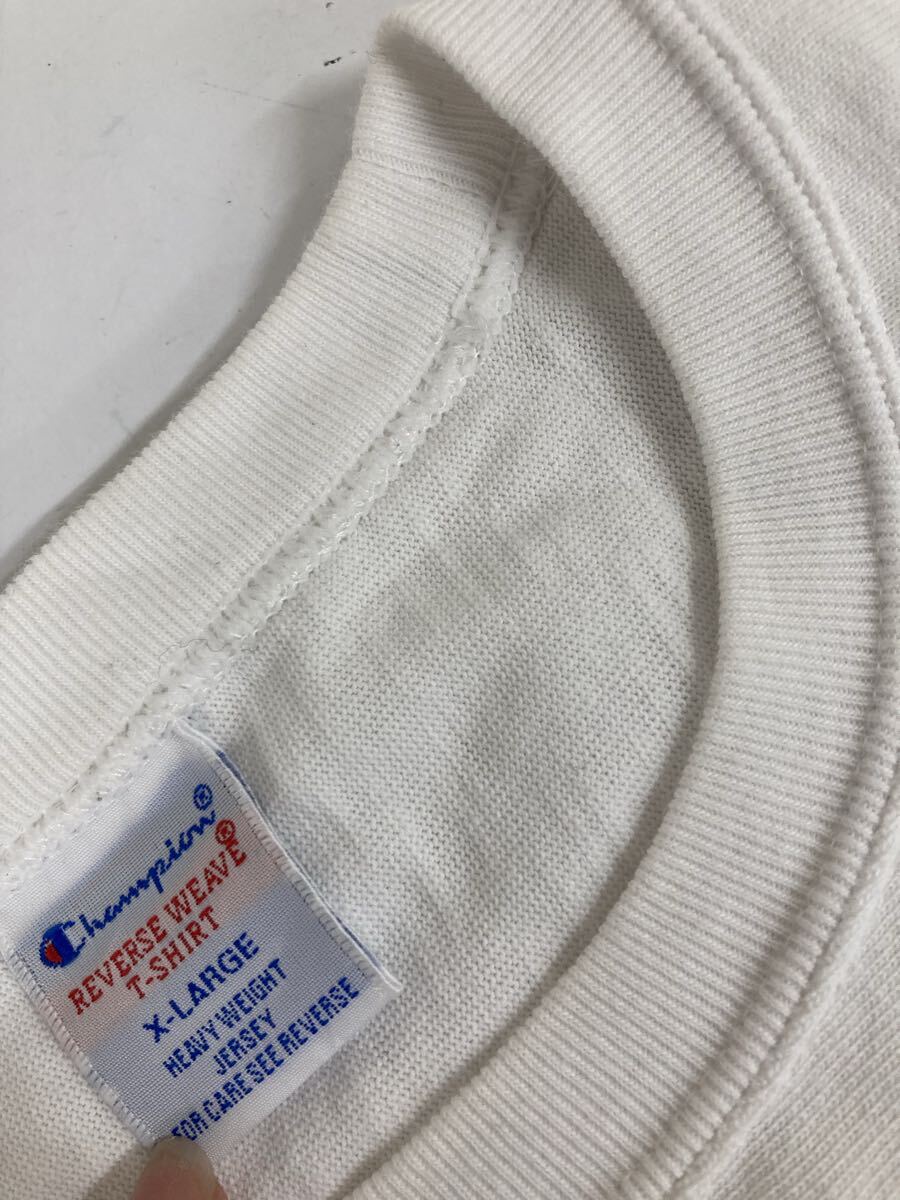 Champion®
REVERSE WEAVE®
T-SHIRT
X-LARGE
HEAVY WEIGHT
JERSEY
FOR CARE SEE REVERSE